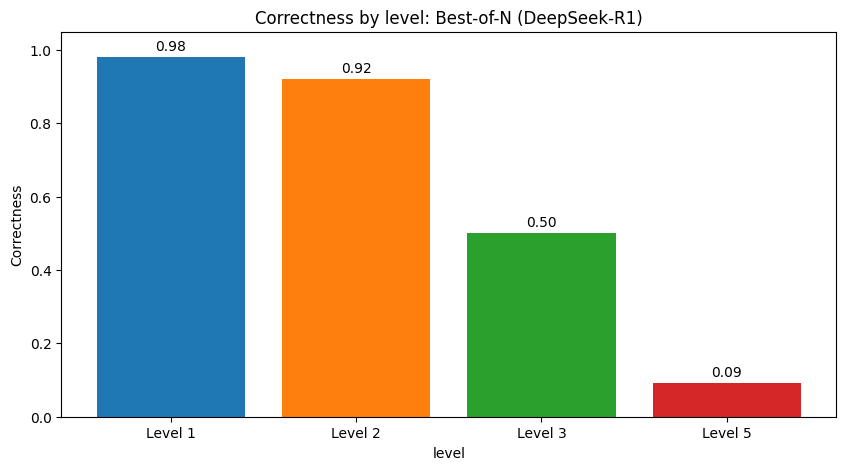 Correctness by level: Best-of-N (DeepSeek-R1)
Correctness
1.0
0.8
0.6
0.4
0.2
0.0
0.98
0.92
0.50
0.09
Level 1
Level 2
Level 3
Level 5
level